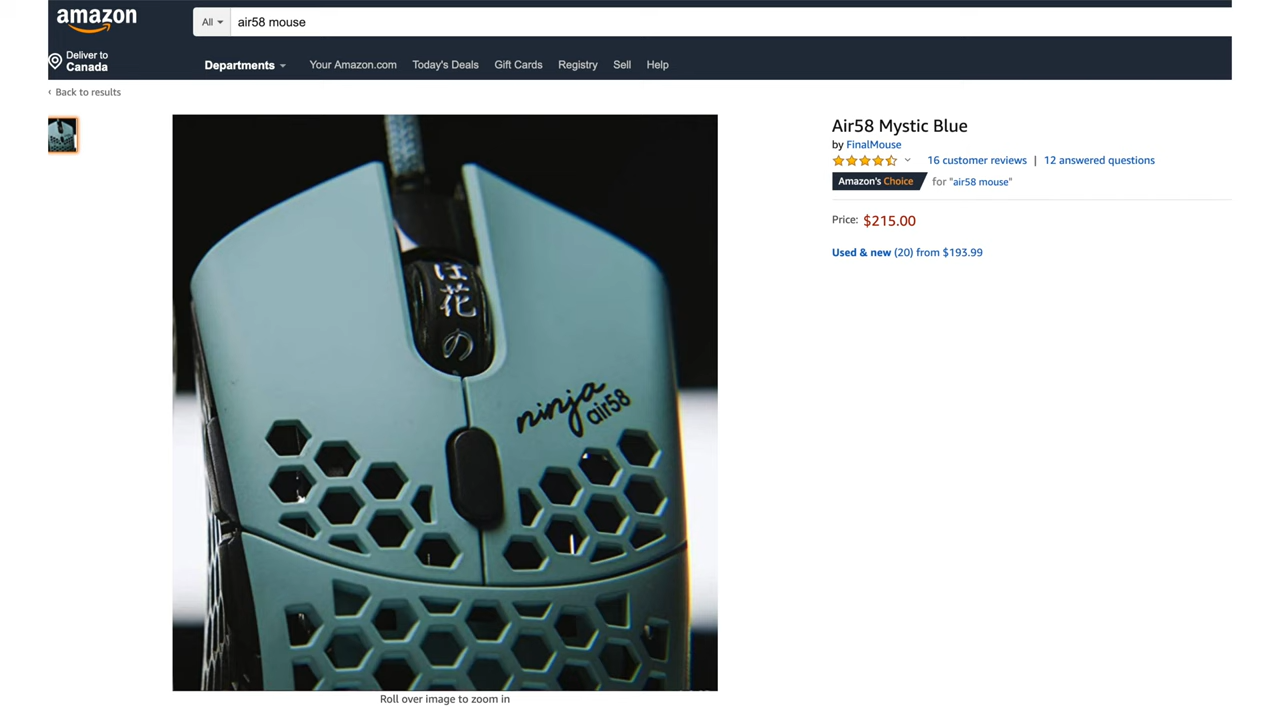 amazon
All
air58 mouse
Deliver to
Canada
Departments
Your Amazon.com
Today's Deals
Gift Cards
Registry
Sell
Help
‹ Back to results
は花の
ninja
air58
Roll over image to zoom in
Air58 Mystic Blue
by FinalMouse
16 customer reviews | 12 answered questions
Amazon's Choice for "air58 mouse"
Price: $215.00
Used & new (20) from $193.99